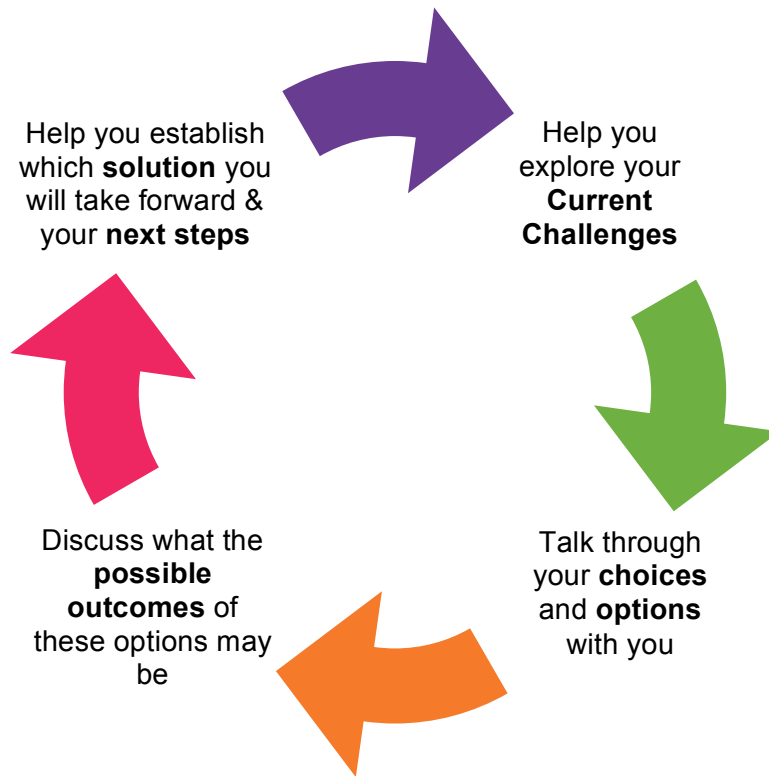 Help you establish
which solution you
will take forward &
your next steps
Help you
explore your
Current
Challenges
Talk through
your choices
and options
with you
Discuss what the
possible
outcomes of
these options may
be